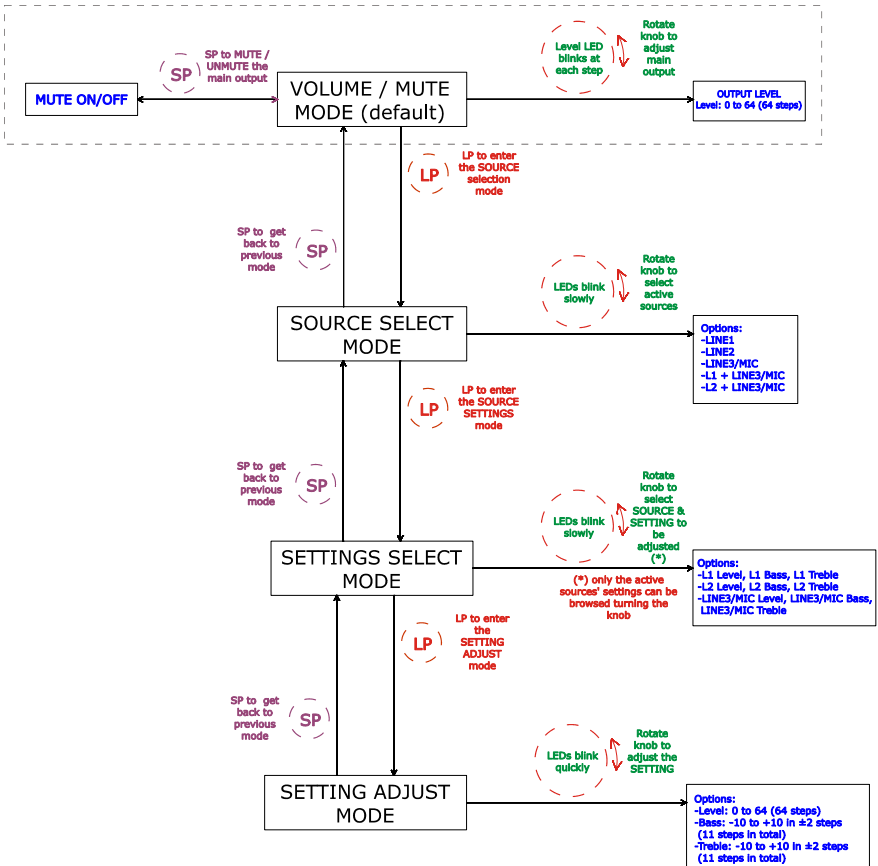 SP to MUTE /
UNMUTE the
main output
SP
MUTE ON/OFF
VOLUME / MUTE
MODE (default)
Level LED
blinks at
each step
Rotate
knob to
adjust
main
output
OUTPUT LEVEL
Level: 0 to 64 (64 steps)
LP
LP to enter
the SOURCE
selection
mode
SP to get
back to
previous
mode
SP
LEDs blink
slowly
Rotate
knob to
select
active
sources
SOURCE SELECT
MODE
Options:
-LINE1
-LINE2
-LINE3/MIC
-L1 + LINE3/MIC
-L2 + LINE3/MIC
LP
LP to enter
the SOURCE
SETTINGS
mode
SP to get
back to
previous
mode
SP
LEDs blink
slowly
Rotate
knob to
select
SOURCE &
SETTING to
be
adjusted
(*)
SETTINGS SELECT
MODE
(*) only the active
sources' settings can be
browsed turning the
knob
Options:
-L1 Level, L1 Bass, L1 Treble
-L2 Level, L2 Bass, L2 Treble
-LINE3/MIC Level, LINE3/MIC Bass,
LINE3/MIC Treble
LP
LP to enter
the
SETTING
ADJUST
mode
SP to get
back to
previous
mode
SP
LEDs blink
quickly
Rotate
knob to
adjust the
SETTING
SETTING ADJUST
MODE
Options:
-Level: 0 to 64 (64 steps)
-Bass: -10 to +10 in ±2 steps
(11 steps in total)
-Treble: -10 to +10 in ±2 steps
(11 steps in total)